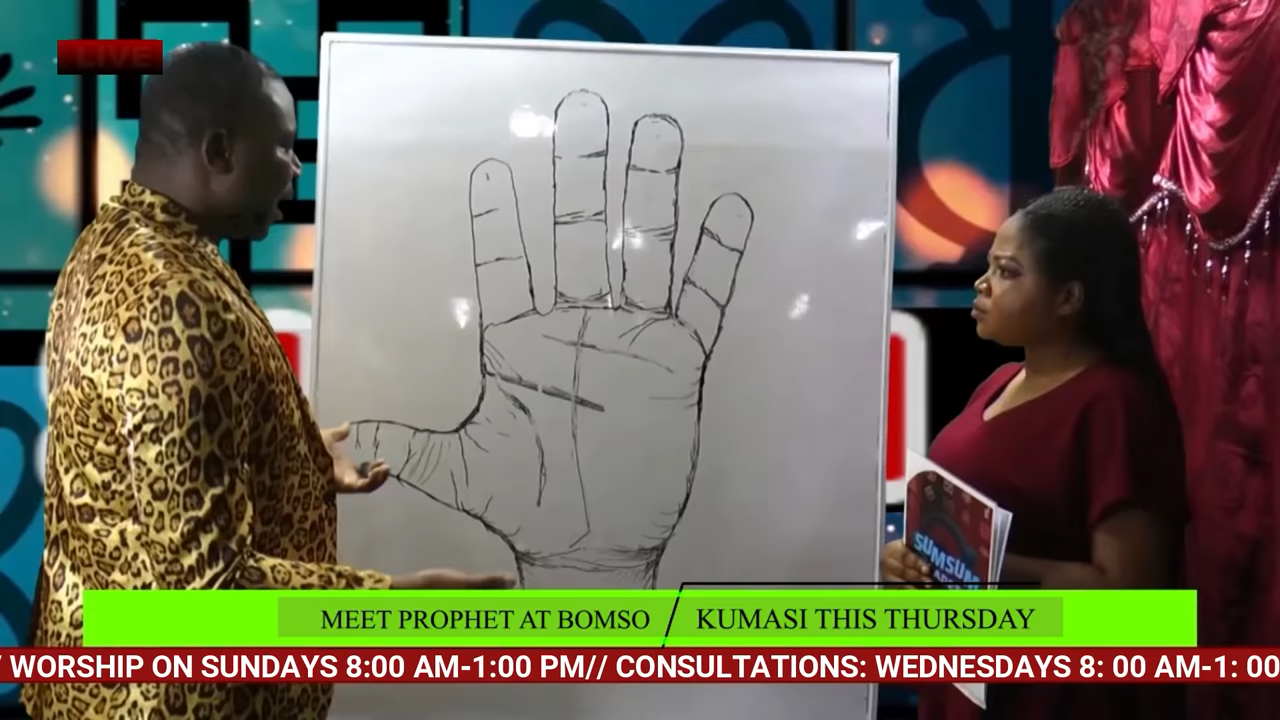 LIVE
SUMSUM
MEET PROPHET AT BOMSO
KUMASI THIS THURSDAY
WORSHIP ON SUNDAYS 8:00 AM-1:00 PM// CONSULTATIONS: WEDNESDAYS 8: 00 AM-1: 00